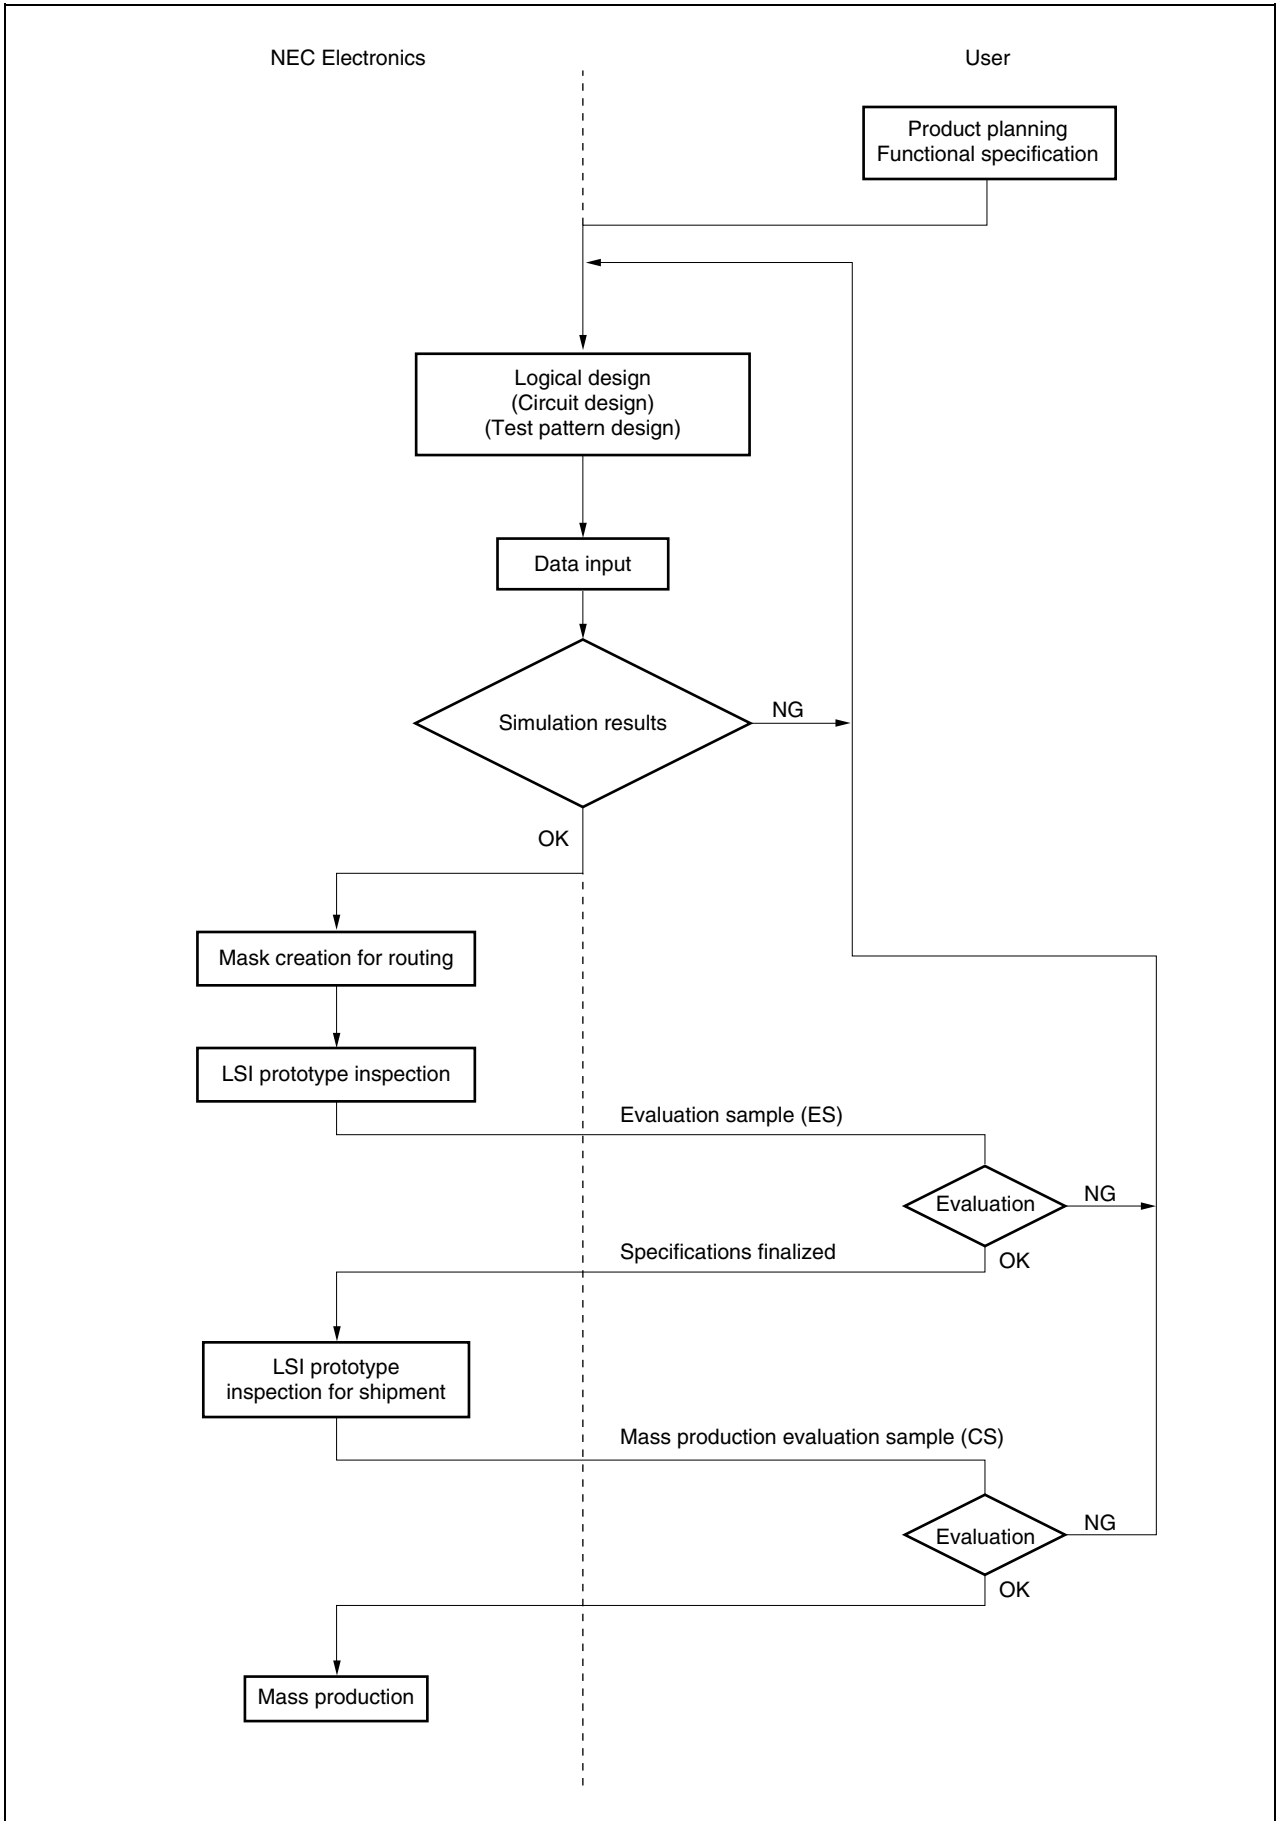 NEC Electronics
User
Product planning
Functional specification
Logical design
(Circuit design)
(Test pattern design)
Data input
Simulation results
NG
OK
Mask creation for routing
LSI prototype inspection
Evaluation sample (ES)
Evaluation
NG
Specifications finalized
OK
LSI prototype
inspection for shipment
Mass production evaluation sample (CS)
Evaluation
NG
OK
Mass production